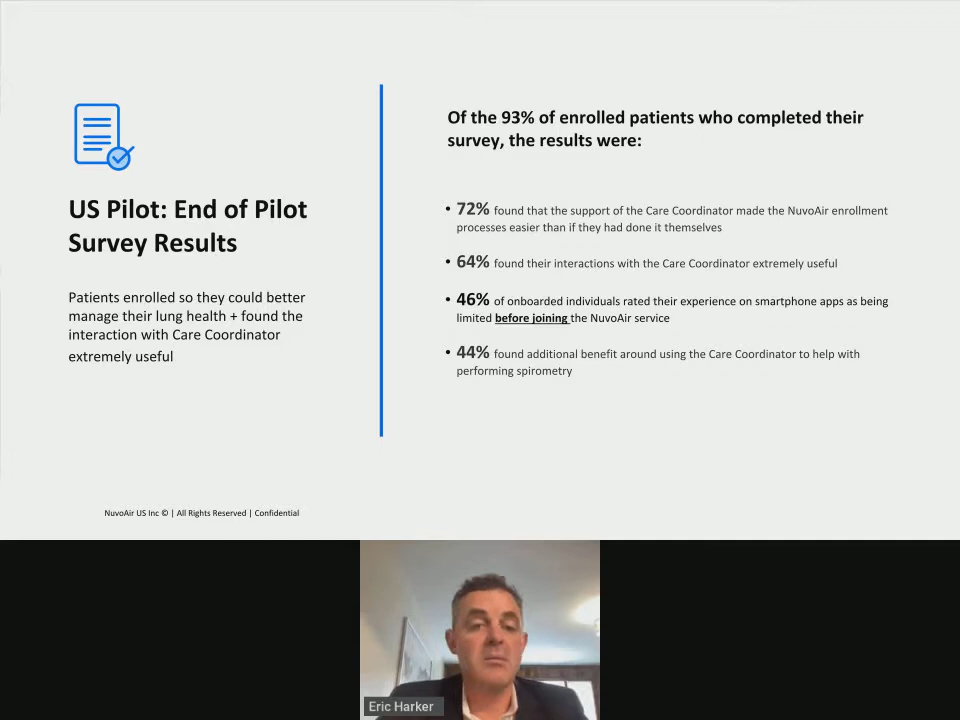 US Pilot: End of Pilot
Survey Results
Patients enrolled so they could better
manage their lung health + found the
interaction with Care Coordinator
extremely useful
Of the 93% of enrolled patients who completed their
survey, the results were:
• 72% found that the support of the Care Coordinator made the NuvoAir enrollment
processes easier than if they had done it themselves
• 64% found their interactions with the Care Coordinator extremely useful
• 46% of onboarded individuals rated their experience on smartphone apps as being
limited before joining the NuvoAir service
• 44% found additional benefit around using the Care Coordinator to help with
performing spirometry
NuvoAir US Inc © | All Rights Reserved | Confidential
Eric Harker